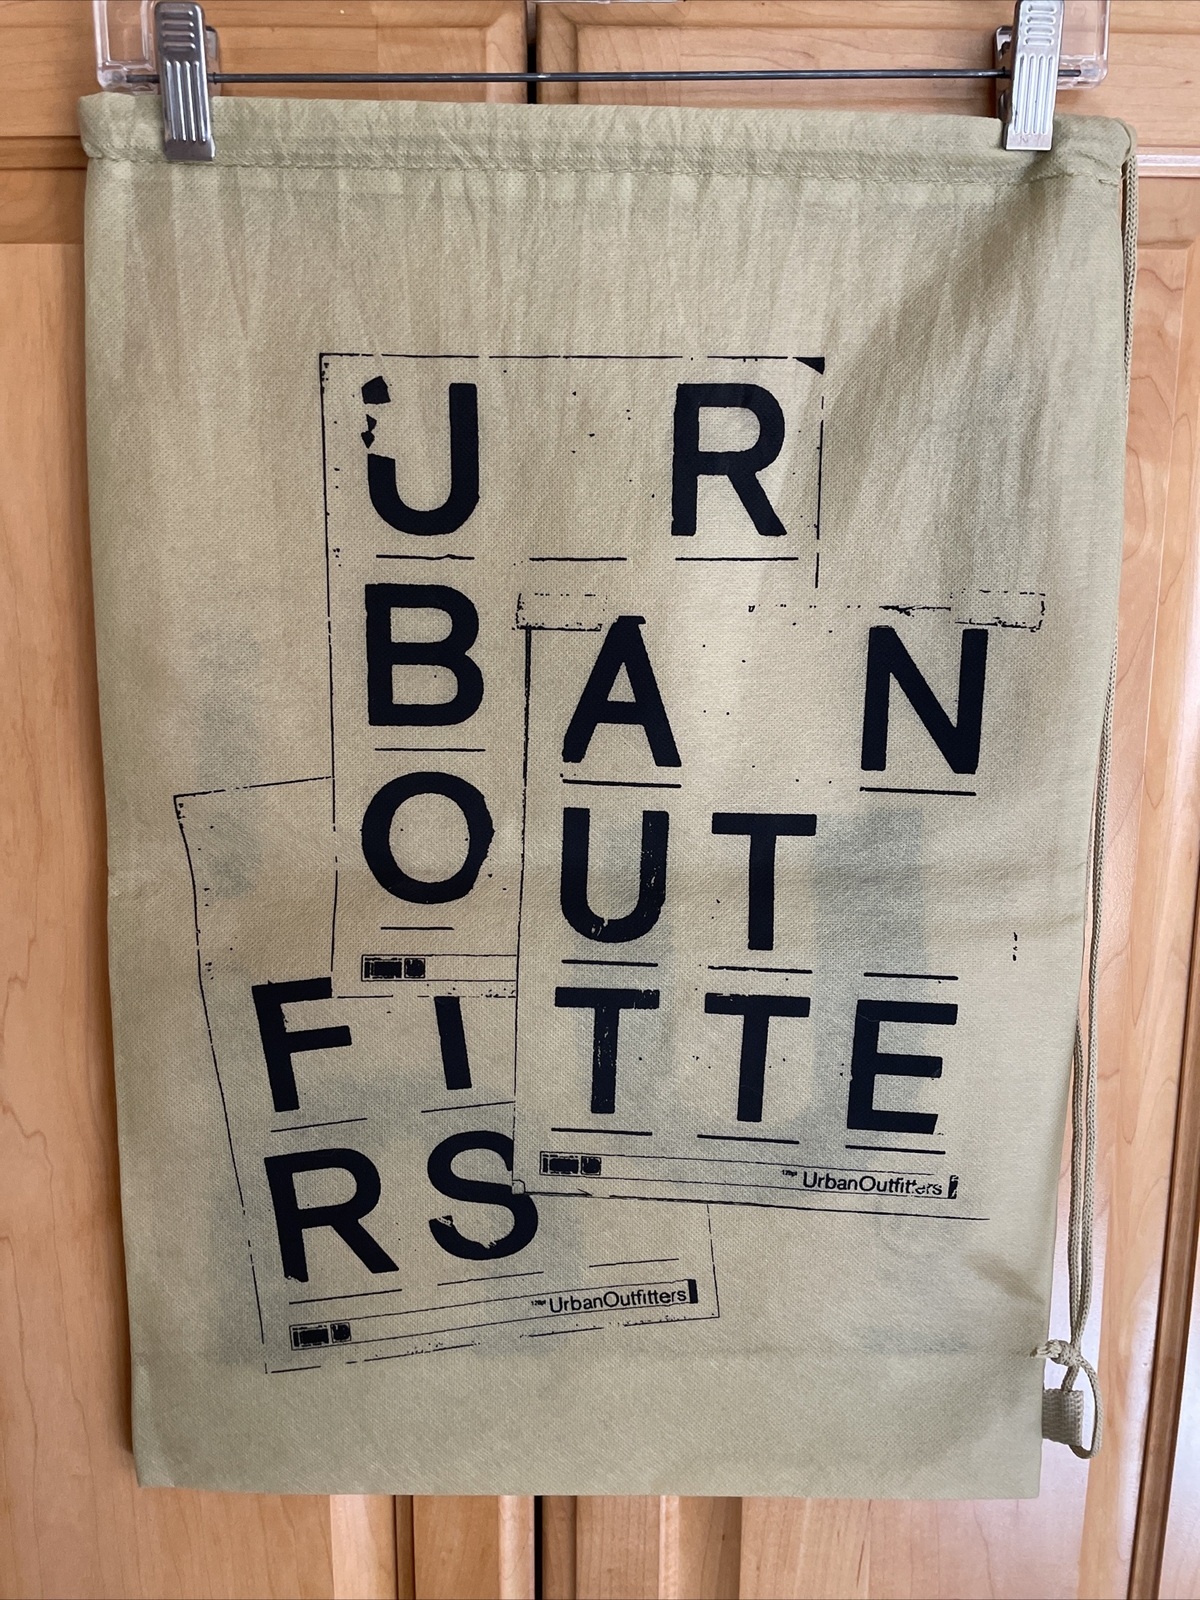 U R
B A N
O U T
F I T T E
R S
UrbanOutfitters
UrbanOutfitters